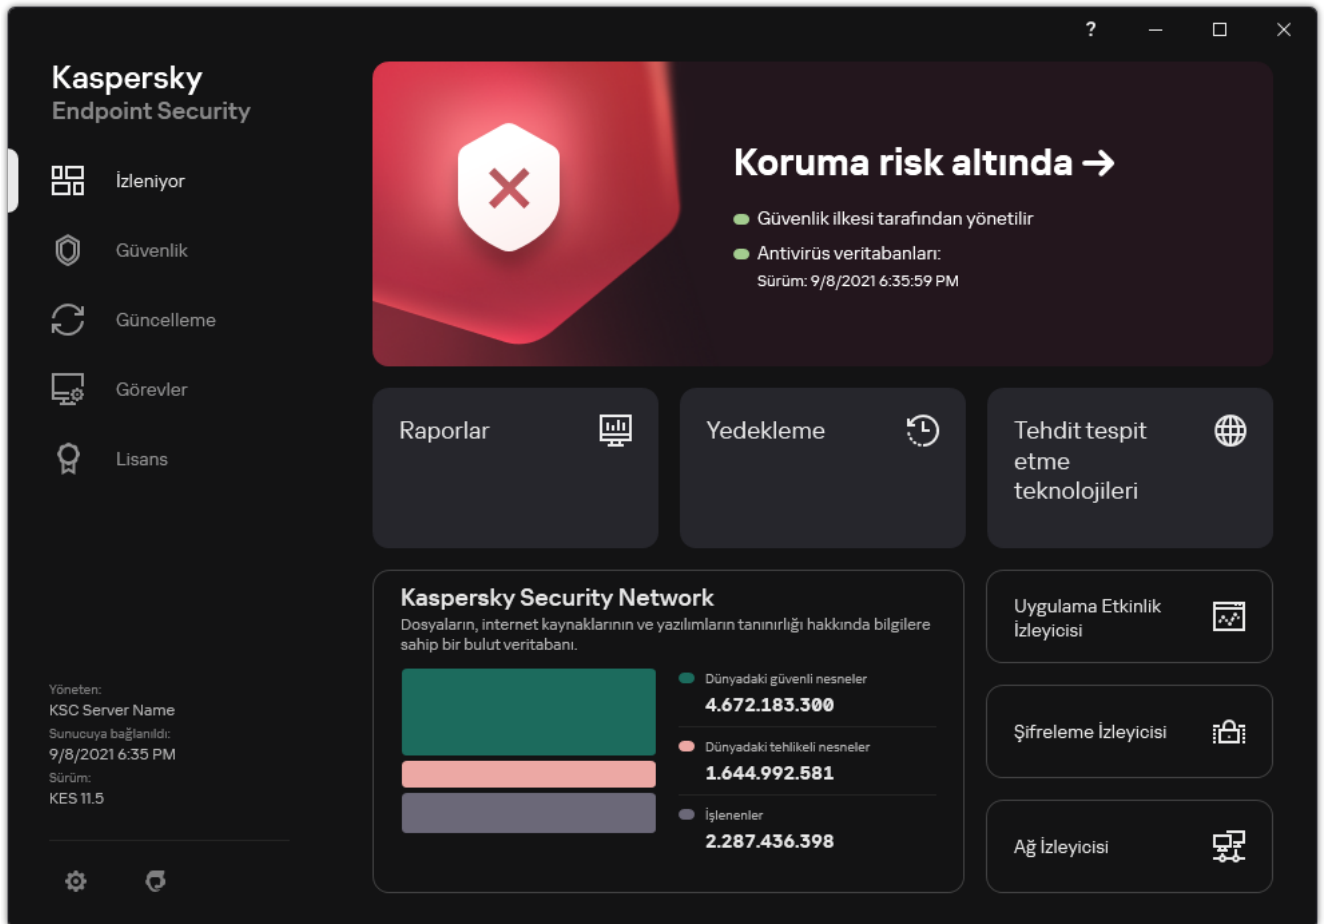 ?
Kaspersky
Endpoint Security
İzleniyor
Güvenlik
Güncelleme
Görevler
Lisans
Yöneten:
KSC Server Name
Sunucuya bağlanıldı:
9/8/2021 6:35 PM
Sürüm:
KES 11.5
Koruma risk altında →
Güvenlik ilkesi tarafından yönetilir
Antivirüs veritabanları:
Sürüm: 9/8/2021 6:35:59 PM
Raporlar
Yedekleme
Tehdit tespit
etme
teknolojileri
Kaspersky Security Network
Dosyaların, internet kaynaklarının ve yazılımların tanınırlığı hakkında bilgilere
sahip bir bulut veritabanı.
Dünyadaki güvenli nesneler
4.672.183.300
Dünyadaki tehlikeli nesneler
1.644.992.581
İşlenenler
2.287.436.398
Uygulama Etkinlik
İzleyicisi
Şifreleme İzleyicisi
Ağ İzleyicisi